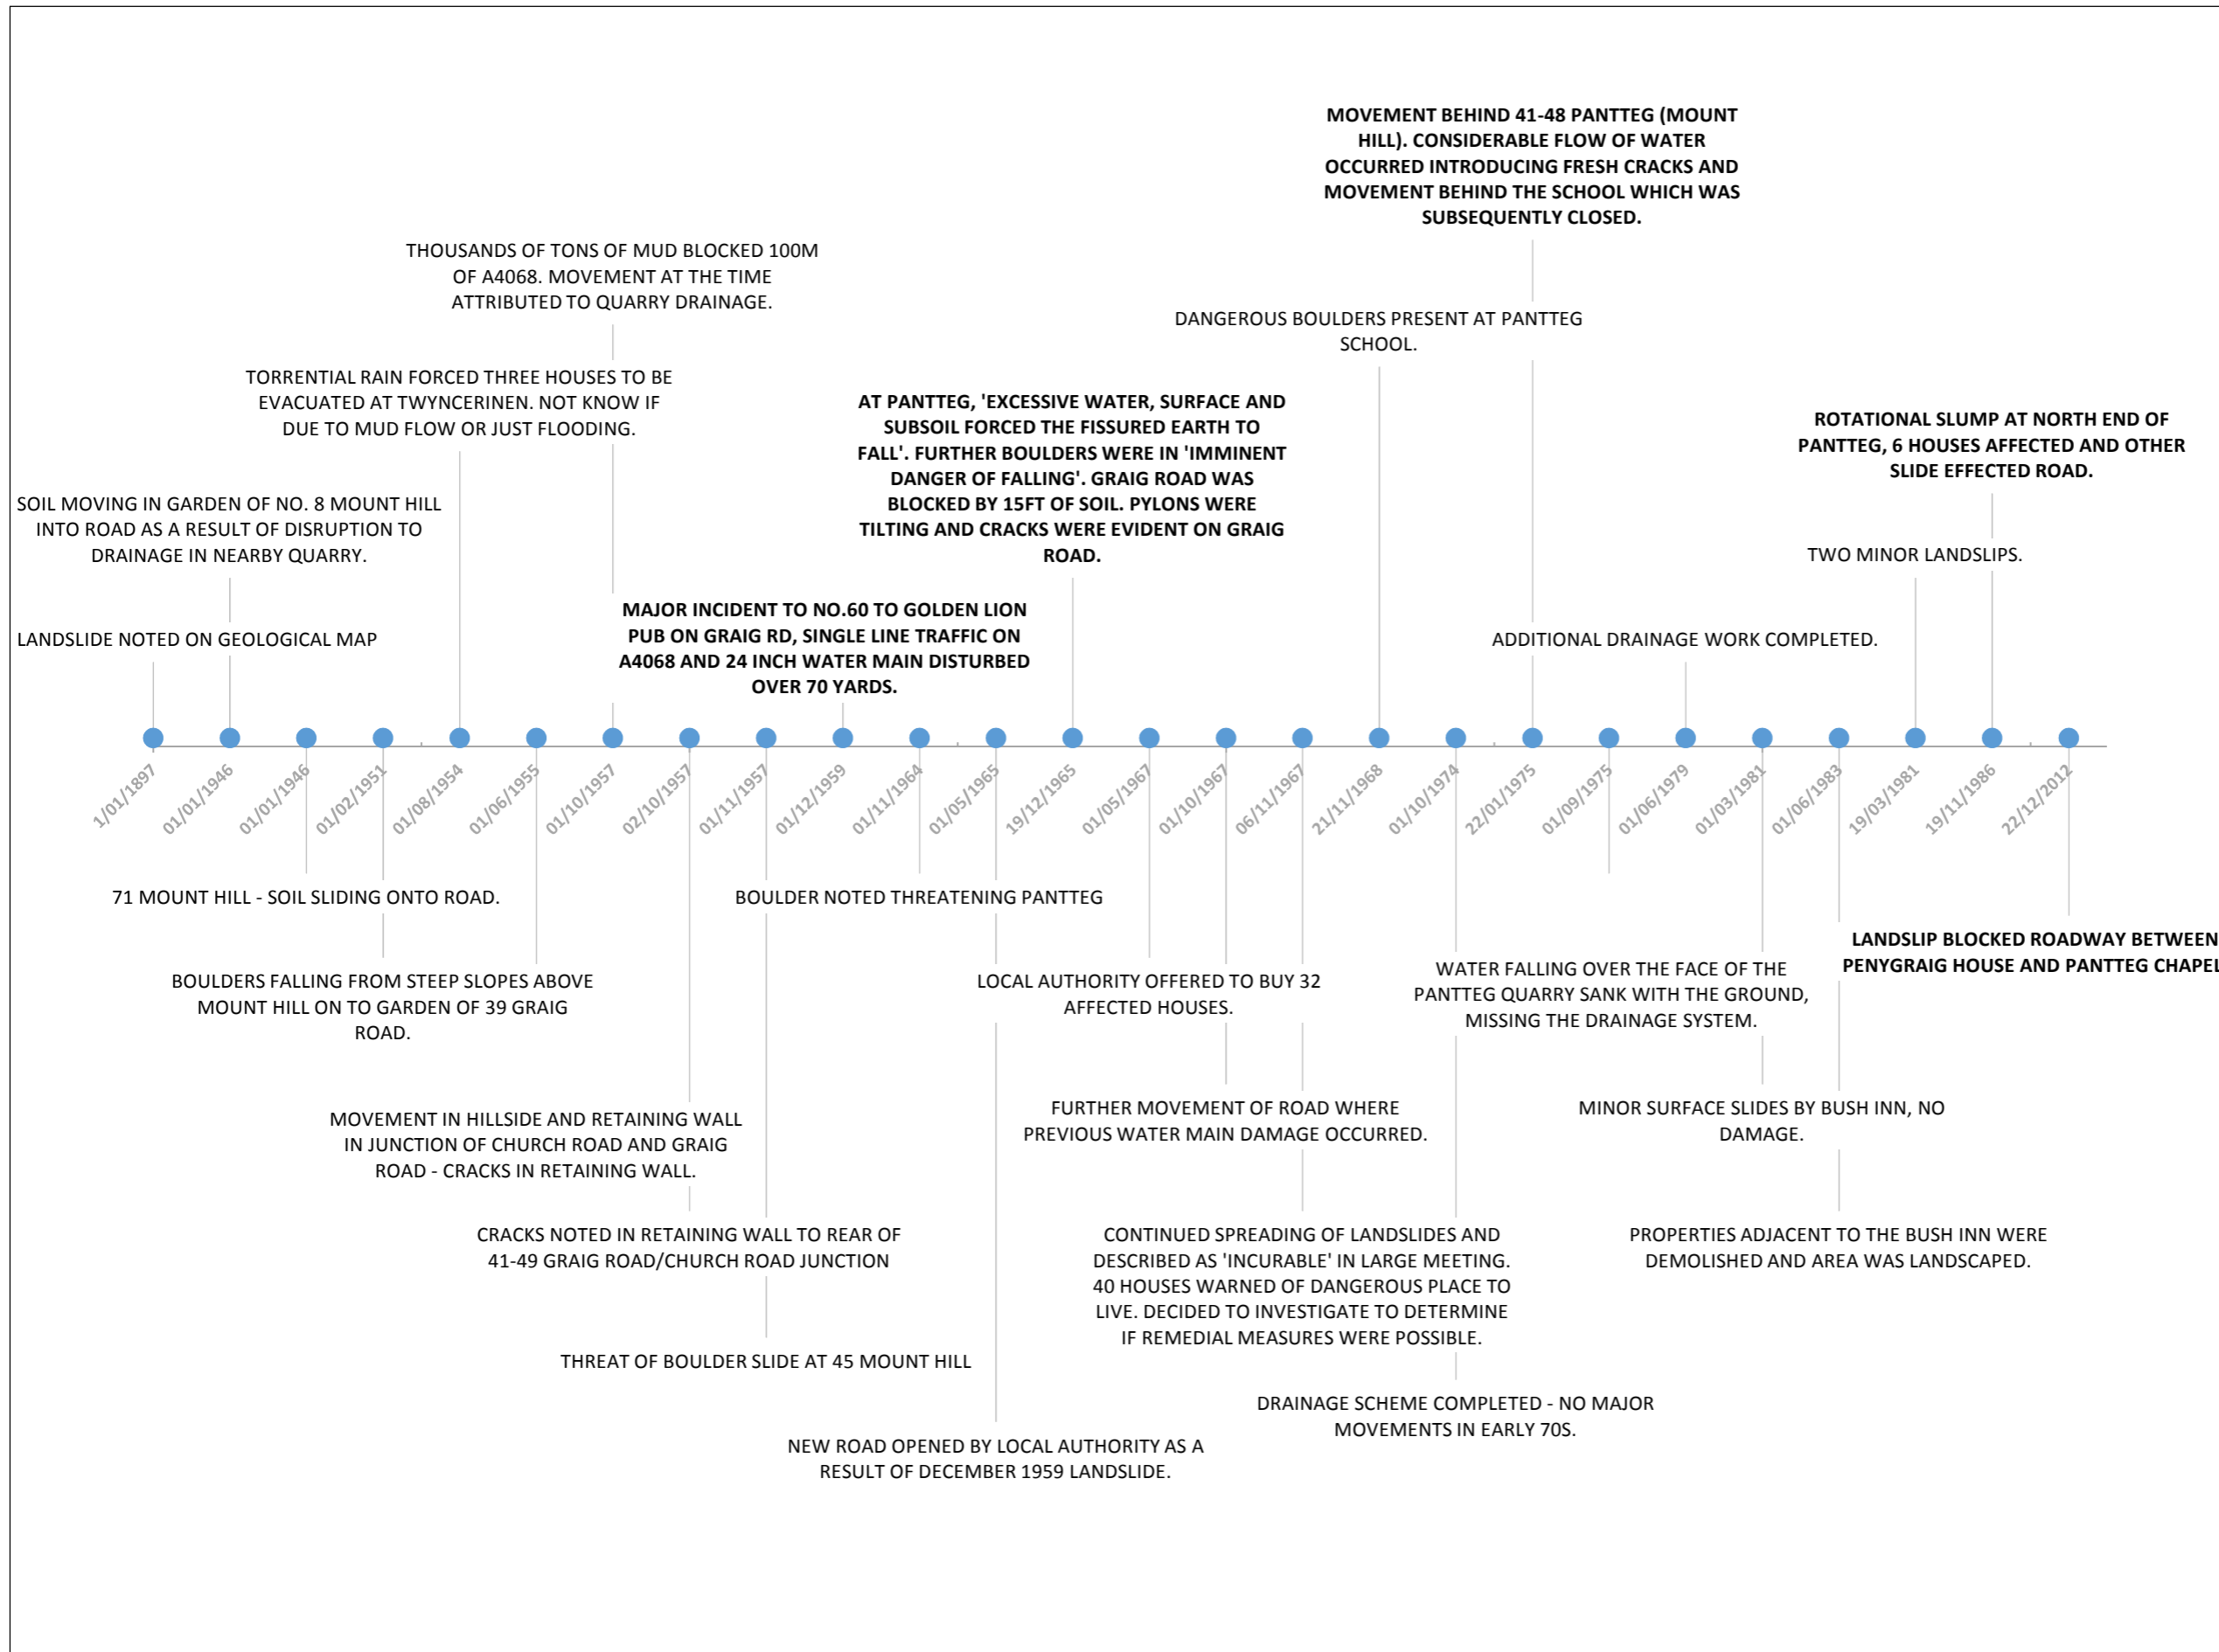 MOVEMENT BEHIND 41-48 PANTTEG (MOUNT
HILL). CONSIDERABLE FLOW OF WATER
OCCURRED INTRODUCING FRESH CRACKS AND
MOVEMENT BEHIND THE SCHOOL WHICH WAS
SUBSEQUENTLY CLOSED.
THOUSANDS OF TONS OF MUD BLOCKED 100M
OF A4068. MOVEMENT AT THE TIME
ATTRIBUTED TO QUARRY DRAINAGE.
DANGEROUS BOULDERS PRESENT AT PANTTEG
SCHOOL.
TORRENTIAL RAIN FORCED THREE HOUSES TO BE
EVACUATED AT TWYNCERINEN. NOT KNOW IF
DUE TO MUD FLOW OR JUST FLOODING.
AT PANTTEG, 'EXCESSIVE WATER, SURFACE AND
SUBSOIL FORCED THE FISSURED EARTH TO
FALL'. FURTHER BOULDERS WERE IN 'IMMINENT
DANGER OF FALLING'. GRAIG ROAD WAS
BLOCKED BY 15FT OF SOIL. PYLONS WERE
TILTING AND CRACKS WERE EVIDENT ON GRAIG
ROAD.
ROTATIONAL SLUMP AT NORTH END OF
PANTTEG, 6 HOUSES AFFECTED AND OTHER
SLIDE EFFECTED ROAD.
SOIL MOVING IN GARDEN OF NO. 8 MOUNT HILL
INTO ROAD AS A RESULT OF DISRUPTION TO
DRAINAGE IN NEARBY QUARRY.
TWO MINOR LANDSLIPS.
MAJOR INCIDENT TO NO.60 TO GOLDEN LION
PUB ON GRAIG RD, SINGLE LINE TRAFFIC ON
A4068 AND 24 INCH WATER MAIN DISTURBED
OVER 70 YARDS.
LANDSLIDE NOTED ON GEOLOGICAL MAP
ADDITIONAL DRAINAGE WORK COMPLETED.
1/01/1897
01/01/1946
01/01/1946
01/02/1951
01/08/1954
01/06/1955
01/10/1957
02/10/1957
01/11/1957
01/12/1959
01/11/1964
01/05/1965
19/12/1965
01/05/1967
01/10/1967
06/11/1967
21/11/1968
01/10/1974
22/01/1975
01/09/1975
01/06/1979
01/03/1981
01/06/1983
19/03/1981
19/11/1986
22/12/2012
71 MOUNT HILL - SOIL SLIDING ONTO ROAD.
BOULDER NOTED THREATENING PANTTEG
LANDSLIP BLOCKED ROADWAY BETWEEN
PENYGRAIG HOUSE AND PANTTEG CHAPEL
BOULDERS FALLING FROM STEEP SLOPES ABOVE
MOUNT HILL ON TO GARDEN OF 39 GRAIG
ROAD.
LOCAL AUTHORITY OFFERED TO BUY 32
AFFECTED HOUSES.
WATER FALLING OVER THE FACE OF THE
PANTTEG QUARRY SANK WITH THE GROUND,
MISSING THE DRAINAGE SYSTEM.
MOVEMENT IN HILLSIDE AND RETAINING WALL
IN JUNCTION OF CHURCH ROAD AND GRAIG
ROAD - CRACKS IN RETAINING WALL.
FURTHER MOVEMENT OF ROAD WHERE
PREVIOUS WATER MAIN DAMAGE OCCURRED.
MINOR SURFACE SLIDES BY BUSH INN, NO
DAMAGE.
CRACKS NOTED IN RETAINING WALL TO REAR OF
41-49 GRAIG ROAD/CHURCH ROAD JUNCTION
CONTINUED SPREADING OF LANDSLIDES AND
DESCRIBED AS 'INCURABLE' IN LARGE MEETING.
40 HOUSES WARNED OF DANGEROUS PLACE TO
LIVE. DECIDED TO INVESTIGATE TO DETERMINE
IF REMEDIAL MEASURES WERE POSSIBLE.
PROPERTIES ADJACENT TO THE BUSH INN WERE
DEMOLISHED AND AREA WAS LANDSCAPED.
THREAT OF BOULDER SLIDE AT 45 MOUNT HILL
DRAINAGE SCHEME COMPLETED - NO MAJOR
MOVEMENTS IN EARLY 70S.
NEW ROAD OPENED BY LOCAL AUTHORITY AS A
RESULT OF DECEMBER 1959 LANDSLIDE.